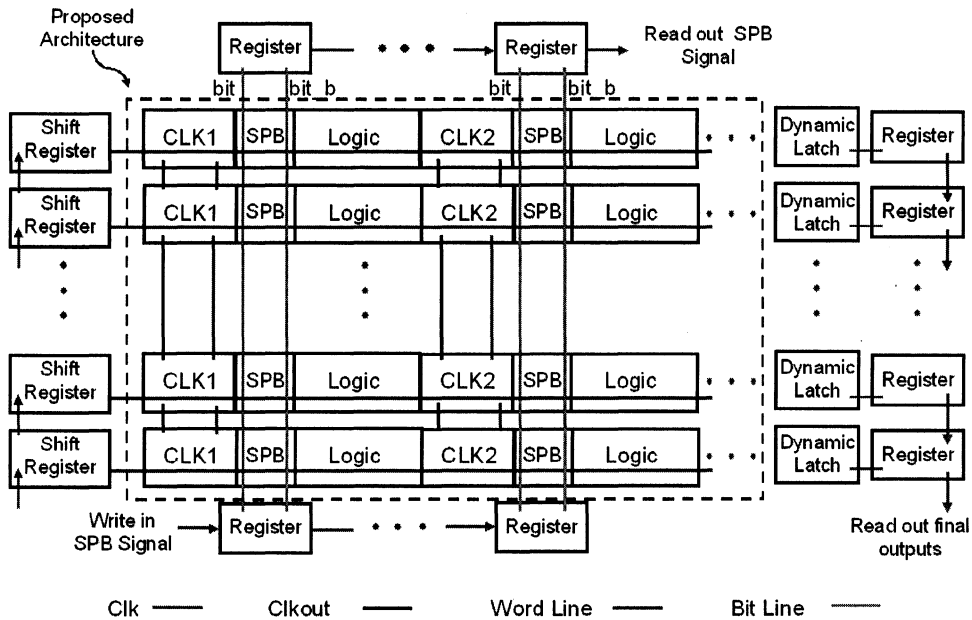 Proposed
Architecture
Register
Register
Read out SPB
Signal
bit
bit_b
bit
bit_b
Shift
Register
CLK1
SPB
Logic
CLK2
SPB
Logic
Dynamic
Latch
Register
Shift
Register
CLK1
SPB
Logic
CLK2
SPB
Logic
Dynamic
Latch
Register
Shift
Register
CLK1
SPB
Logic
CLK2
SPB
Logic
Dynamic
Latch
Register
Shift
Register
CLK1
SPB
Logic
CLK2
SPB
Logic
Dynamic
Latch
Register
Write in
SPB Signal
Register
Register
Read out final
outputs
Clk
Clkout
Word Line
Bit Line